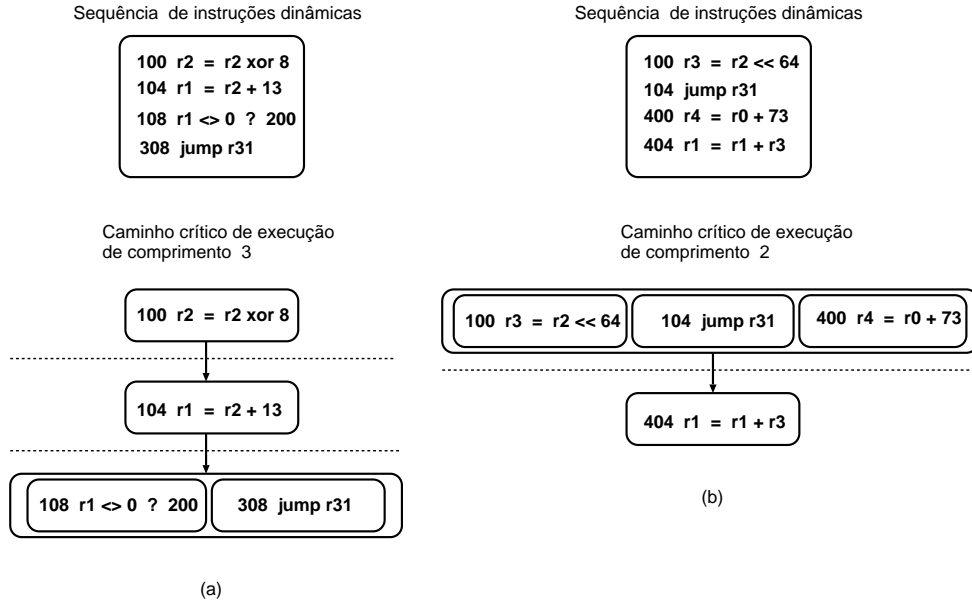 Sequência de instruções dinâmicas
100 r2 = r2 xor 8
104 r1 = r2 + 13
108 r1 <> 0 ? 200
308 jump r31
Caminho crítico de execução
de comprimento 3
100 r2 = r2 xor 8
104 r1 = r2 + 13
108 r1 <> 0 ? 200
308 jump r31
(a)
Sequência de instruções dinâmicas
100 r3 = r2 << 64
104 jump r31
400 r4 = r0 + 73
404 r1 = r1 + r3
Caminho crítico de execução
de comprimento 2
100 r3 = r2 << 64
104 jump r31
400 r4 = r0 + 73
404 r1 = r1 + r3
(b)